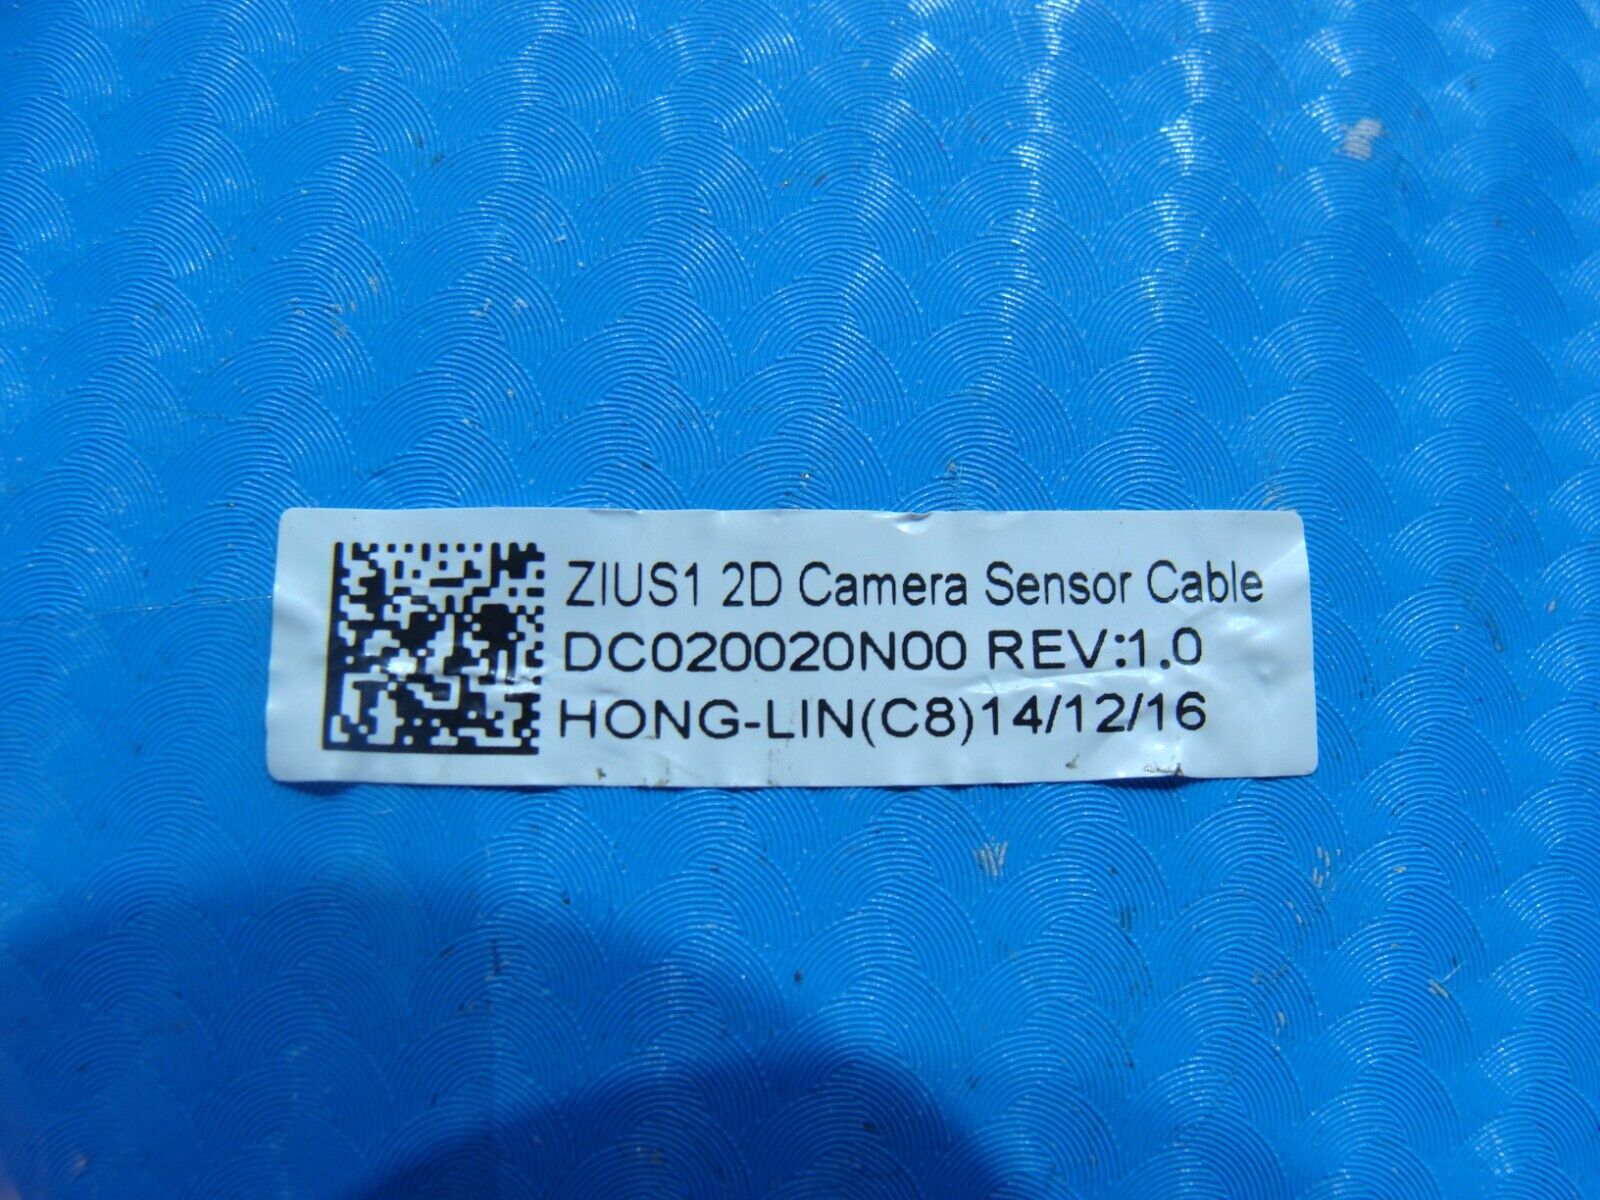 ZIUS1 2D Camera Sensor Cable
DC020020N00 REV:1.0
HONG-LIN(C8)14/12/16